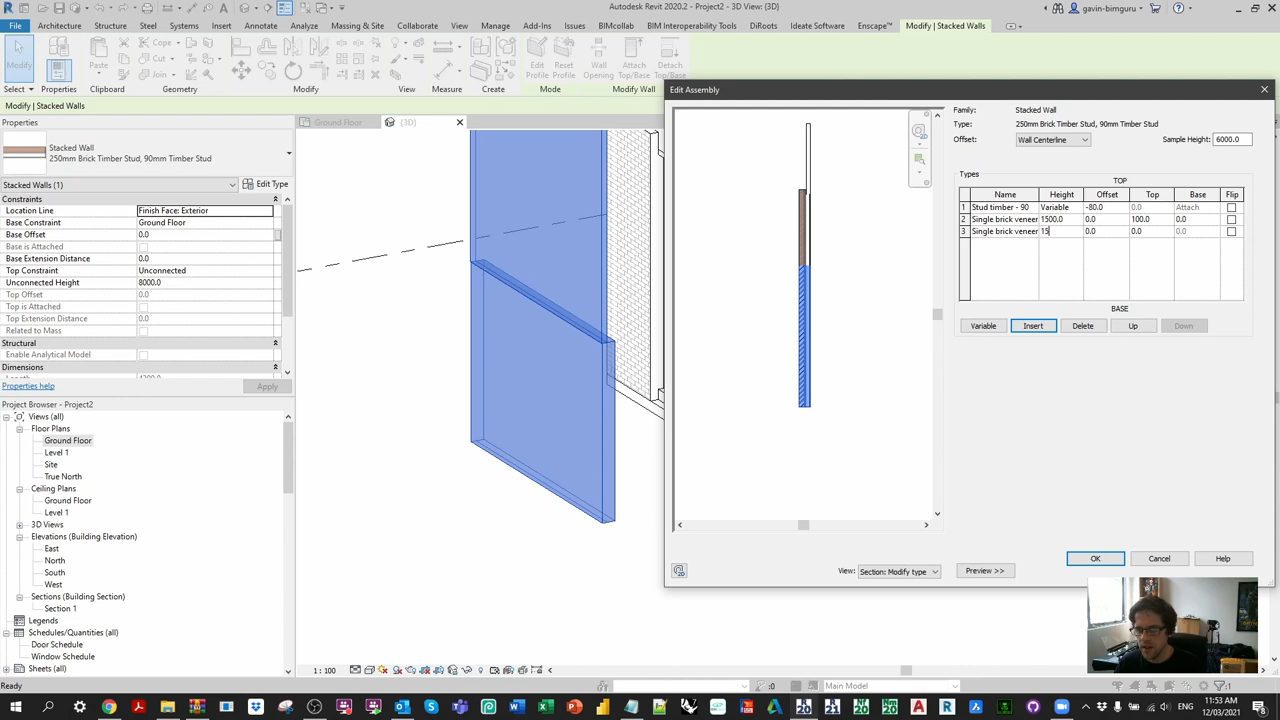 Autodesk Revit 2020.2 - Project2 - 3D View: {3D}
gavin-bimguru
File Architecture Structure Steel Systems Insert Annotate Analyze Massing & Site Collaborate View Manage Add-Ins Issues BIMcollab BIM Interoperability Tools DiRoots Ideate Software Enscape™ Modify | Stacked Walls
Modify Paste Cope Cut Join Edit Profile Reset Profile Wall Opening Attach Top/Base Detach Top/Base
Select Properties Clipboard Geometry Modify View Measure Create Mode Modify Wall
Modify | Stacked Walls
Properties
Stacked Wall
250mm Brick Timber Stud, 90mm Timber Stud
Stacked Walls (1) Edit Type
Constraints
Location Line Finish Face: Exterior
Base Constraint Ground Floor
Base Offset 0.0
Base is Attached
Base Extension Distance 0.0
Top Constraint Unconnected
Unconnected Height 8000.0
Top Offset 0.0
Top is Attached
Top Extension Distance 0.0
Related to Mass
Structural
Enable Analytical Model
Dimensions
Properties help Apply
Project Browser - Project2
Views (all)
Floor Plans
Ground Floor
Level 1
Site
True North
Ceiling Plans
Ground Floor
Level 1
3D Views
Elevations (Building Elevation)
East
North
South
West
Sections (Building Section)
Section 1
Legends
Schedules/Quantities (all)
Door Schedule
Window Schedule
Sheets (all)
Ground Floor {3D}
1 : 100
Edit Assembly
Family: Stacked Wall
Type: 250mm Brick Timber Stud, 90mm Timber Stud
Offset: Wall Centerline Sample Height: 6000.0
Types
TOP
Name Height Offset Top Base Flip
1 Stud timber - 90 Variable -80.0 0.0 Attach
2 Single brick veneer 1500.0 0.0 100.0 0.0
3 Single brick veneer 15 0.0 0.0 0.0
BASE
Variable Insert Delete Up Down
OK Cancel Help
View: Section: Modify type Preview >>
Ready :0 Main Model :1
11:53 AM
12/03/2021